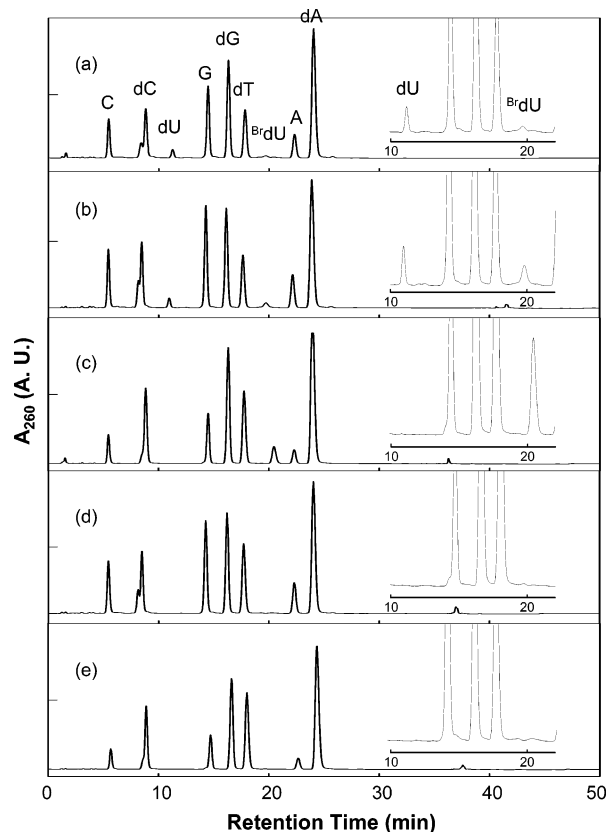 (a)
C
dC
dU
G
dG
dT
BrdU
A
dA
dU
BrdU
10 20
(b)
10 20
(c)
10 20
(d)
10 20
(e)
10 20
0 10 20 30 40 50
A260 (A. U.)
Retention Time (min)